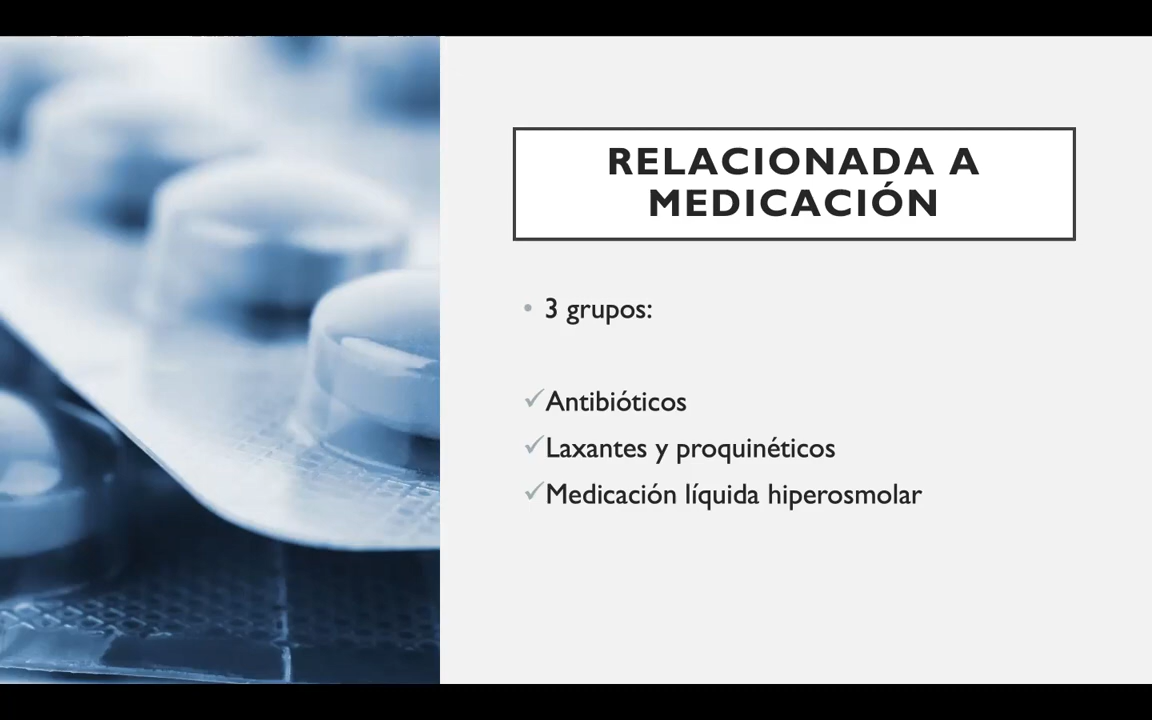 RELACIONADA A
MEDICACIÓN
• 3 grupos:
✓Antibióticos
✓Laxantes y proquinéticos
✓Medicación líquida hiperosmolar